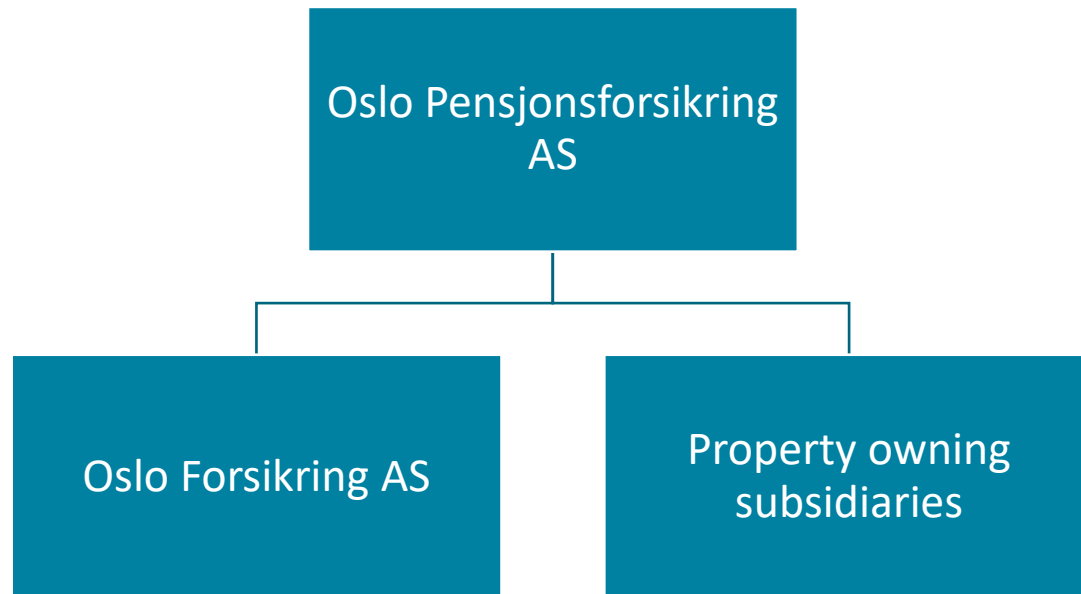 Oslo Pensjonsforsikring
AS
Oslo Forsikring AS
Property owning
subsidiaries